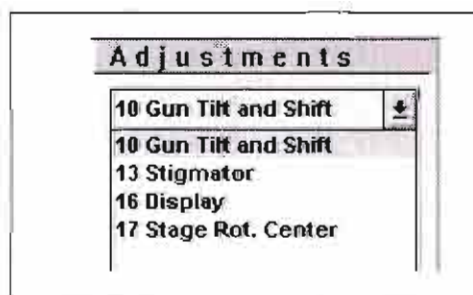 Adjustments
10 Gun Tilt and Shift
10 Gun Tilt and Shift
13 Stigmator
16 Display
17 Stage Rot. Center